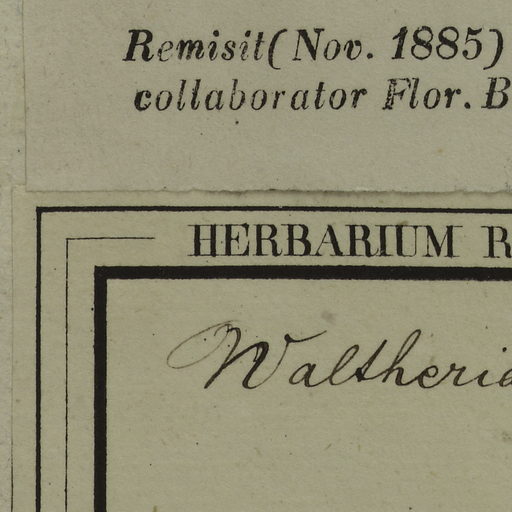 Remisit (Nov. 1885)
collaborator Flor. B
HERBARIUM R
Waltheria